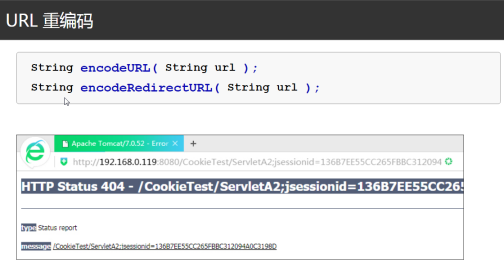 URL 重编码
String encodeURL( String url );
String encodeRedirectURL( String url );
Apache Tomcat/7.0.52 - Error × +
http://192.168.0.119:8080/CookieTest/ServletA2;jsessionid=136B7EE55CC265FBBC312094
HTTP Status 404 - /CookieTest/ServletA2;jsessionid=136B7EE55CC265
type Status report
message /CookieTest/ServletA2;jsessionid=136B7EE55CC265FBBC312094A0C3198D